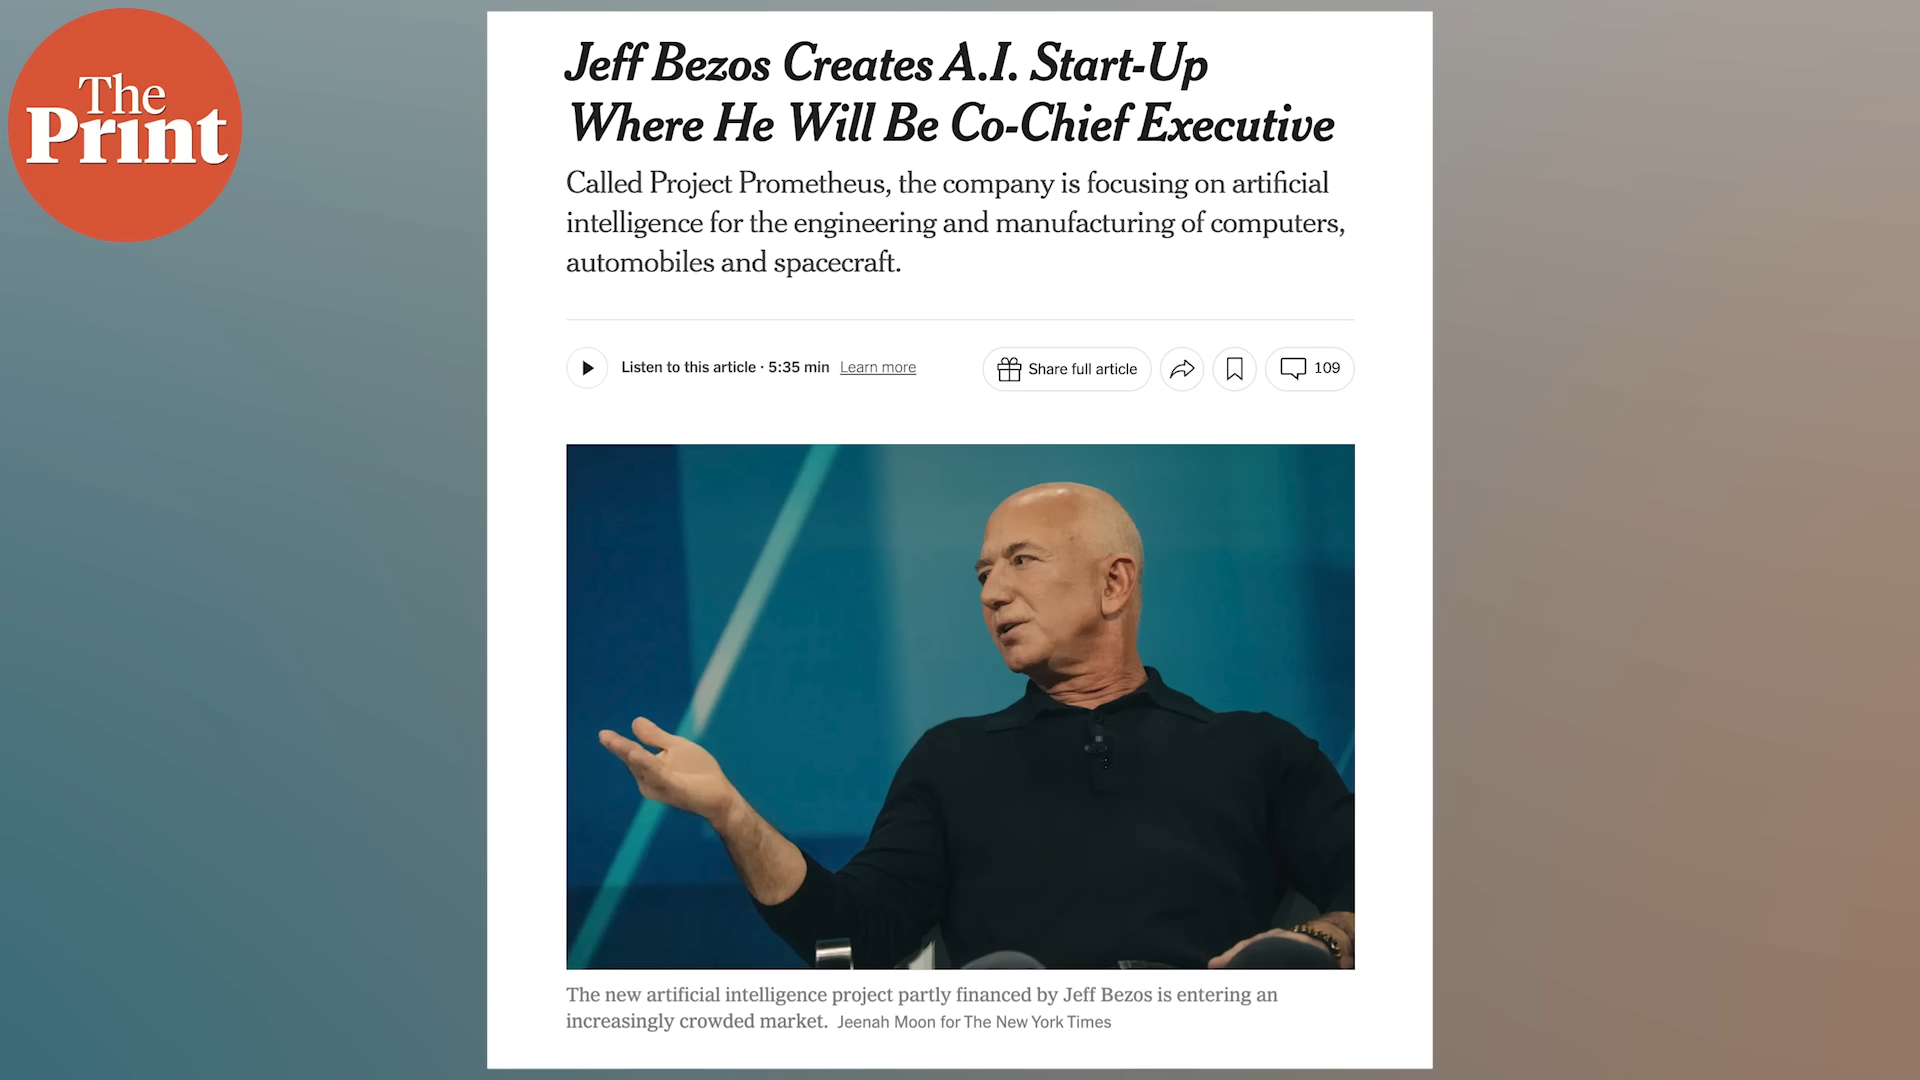 The
Print
Jeff Bezos Creates A.I. Start-Up
Where He Will Be Co-Chief Executive
Called Project Prometheus, the company is focusing on artificial
intelligence for the engineering and manufacturing of computers,
automobiles and spacecraft.
Listen to this article · 5:35 min Learn more
Share full article
109
The new artificial intelligence project partly financed by Jeff Bezos is entering an
increasingly crowded market. Jeenah Moon for The New York Times